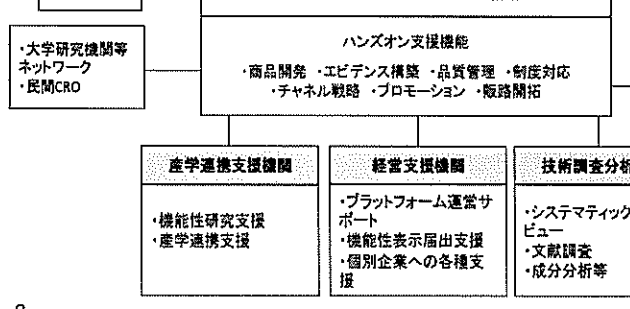 ハンズオン支援機能
・大学研究機関等
ネットワーク
・民間CRO
・商品開発 ・エビデンス構築 ・品質管理 ・制度対応
・チャネル戦略 ・プロモーション ・販路開拓
産学連携支援機関
・機能性研究支援
・産学連携支援
経営支援機関
・プラットフォーム運営サ
ポート
・機能性表示届出支援
・個別企業への各種支
援
技術調査分析
・システマティック
ビュー
・文献調査
・成分分析等